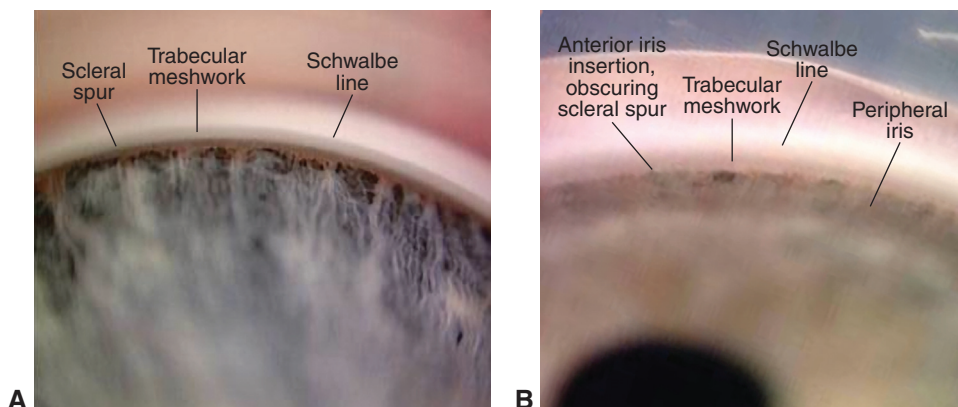 Scleral
spur
Trabecular
meshwork
Schwalbe
line
A
Anterior iris
insertion,
obscuring
scleral spur
Trabecular
meshwork
Schwalbe
line
Peripheral
iris
B